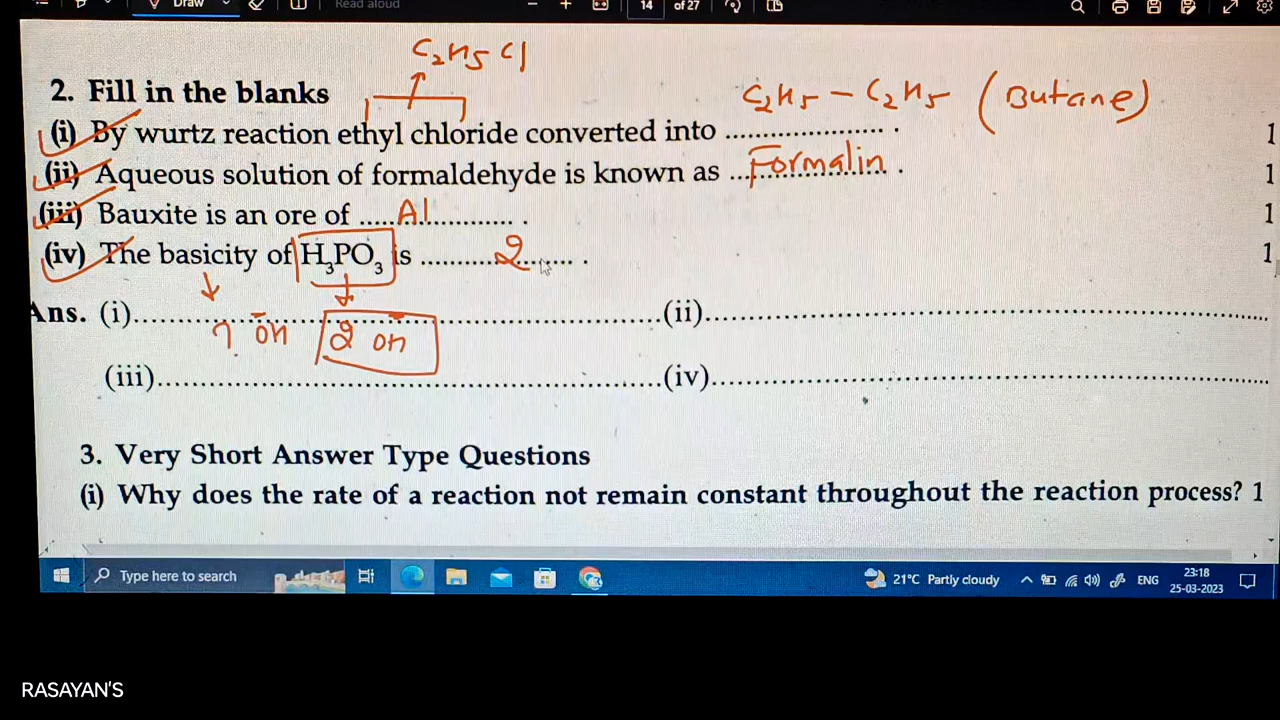 Draw
Read aloud
14 of 27
C₂H₅Cl
2. Fill in the blanks
C₂H₅ – C₂H₅ (Butane)
(i) By wurtz reaction ethyl chloride converted into ..................... . 1
(ii) Aqueous solution of formaldehyde is known as ... Formalin ... . 1
(iii) Bauxite is an ore of ..... Al ............ . 1
(iv) The basicity of H₃PO₃ is ........... 2 ........ . 1
Ans. (i)..........................................................(ii)..........................................................
? OH 2 OH
(iii)..........................................................(iv)..........................................................
3. Very Short Answer Type Questions
(i) Why does the rate of a reaction not remain constant throughout the reaction process? 1
Type here to search
21°C Partly cloudy
ENG
23:18
25-03-2023
RASAYAN'S